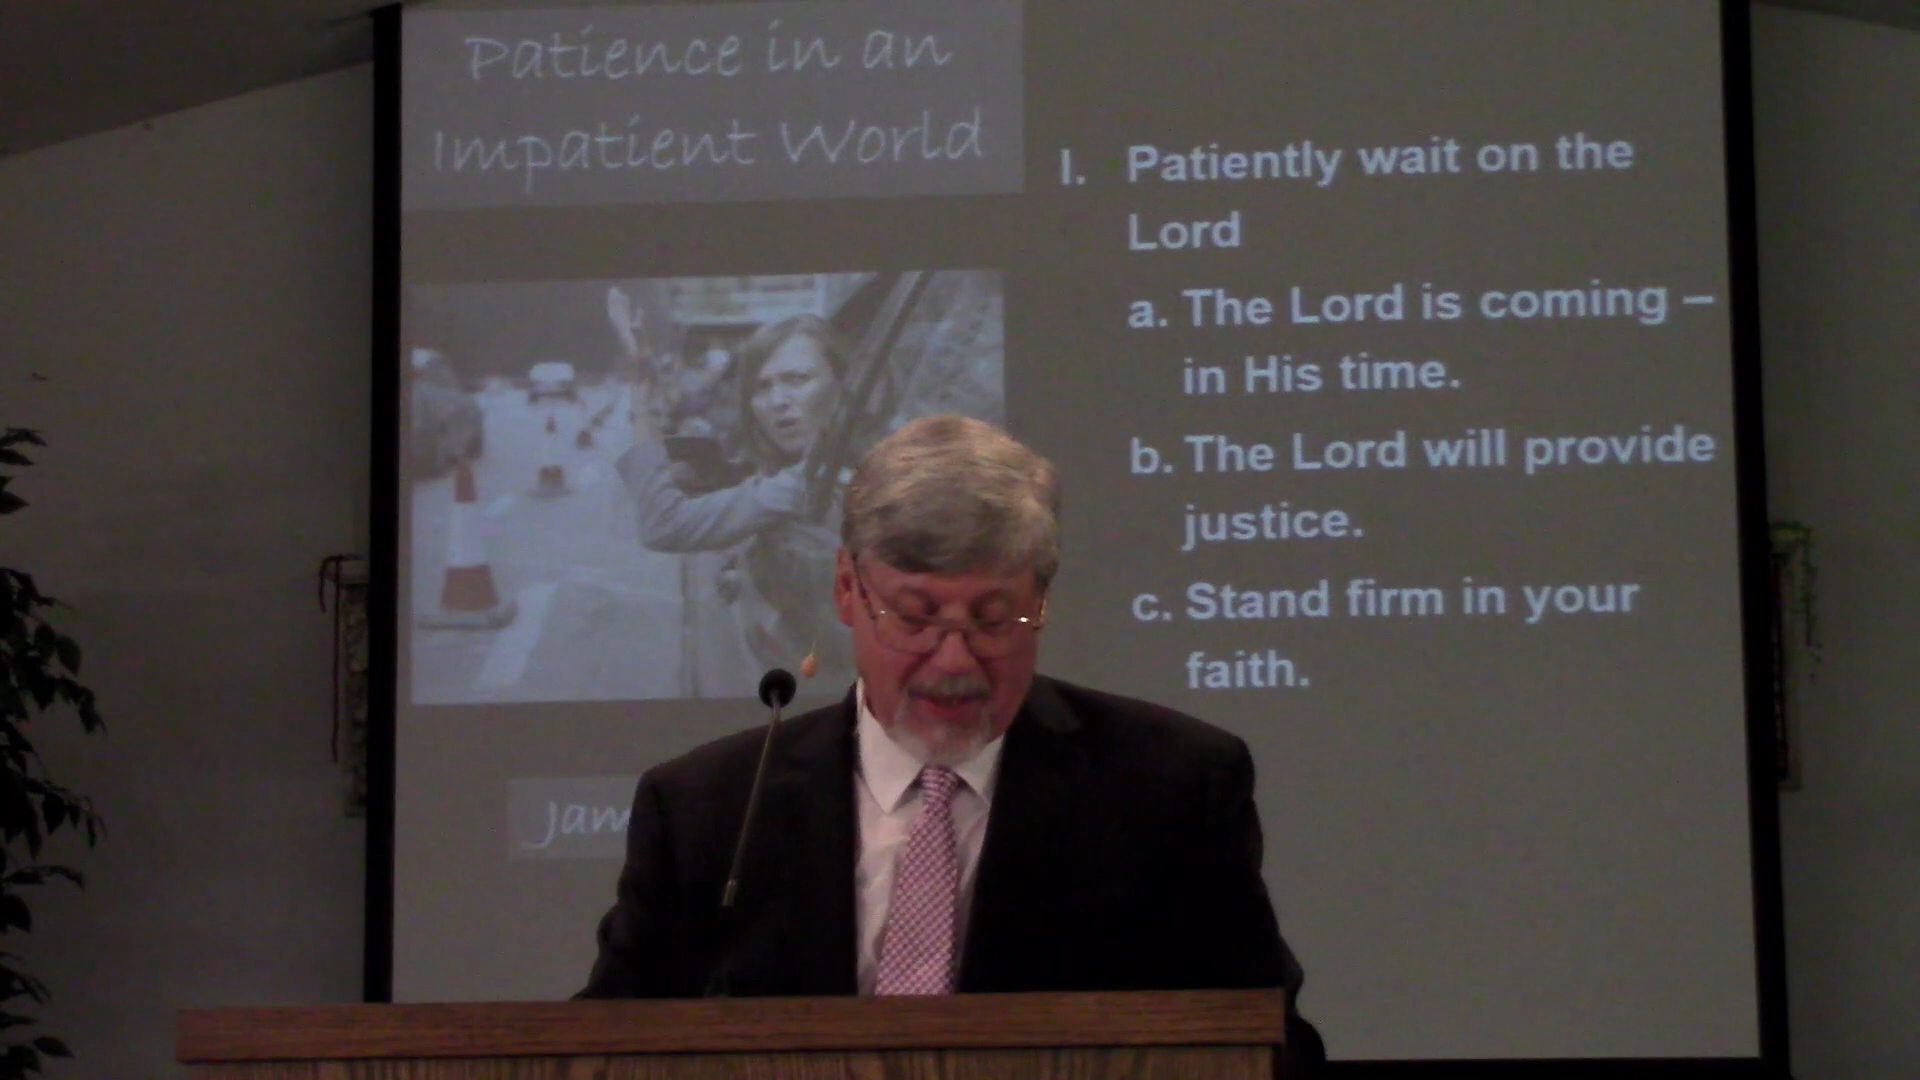 Patience in an
Impatient World
I. Patiently wait on the
Lord
a. The Lord is coming –
in His time.
b. The Lord will provide
justice.
c. Stand firm in your
faith.